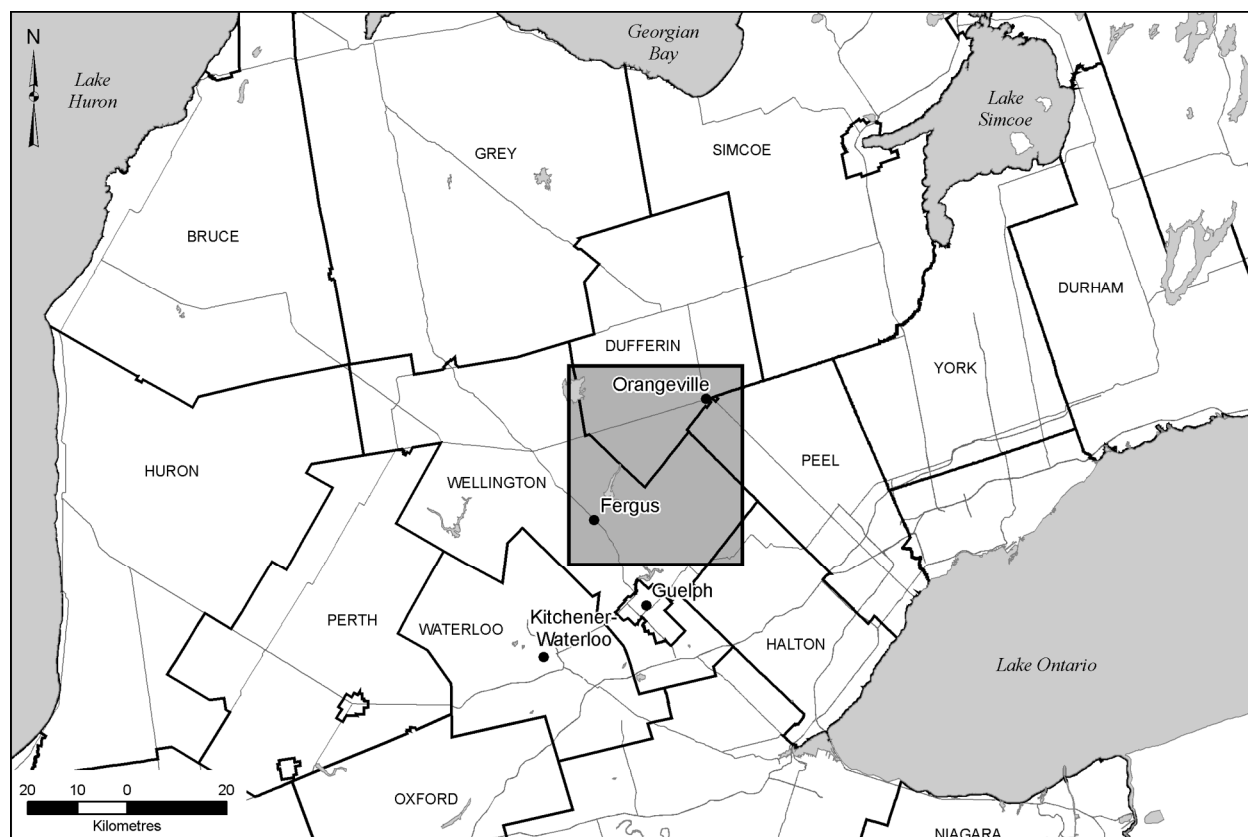 N
Lake
Huron
Georgian
Bay
Lake
Simcoe
GREY
SIMCOE
BRUCE
DURHAM
DUFFERIN
YORK
Orangeville
HURON
PEEL
WELLINGTON
Fergus
Guelph
Kitchener-
Waterloo
PERTH
WATERLOO
HALTON
Lake Ontario
OXFORD
20 10 0 20
Kilometres
NIAGARA